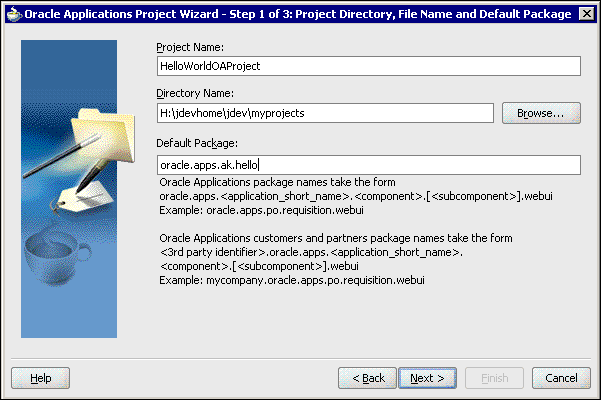 Oracle Applications Project Wizard - Step 1 of 3: Project Directory, File Name and Default Package
Project Name:
HelloWorldOAProject
Directory Name:
H:\jdevhome\jdev\myprojects
Browse...
Default Package:
oracle.apps.ak.hello
Oracle Applications package names take the form
oracle.apps.<application_short_name>.<component>.[<subcomponent>].webui
Example: oracle.apps.po.requisition.webui
Oracle Applications customers and partners package names take the form
<3rd party identifier>.oracle.apps.<application_short_name>.
<component>.[<subcomponent>].webui
Example: mycompany.oracle.apps.po.requisition.webui
Help
< Back
Next >
Finish
Cancel